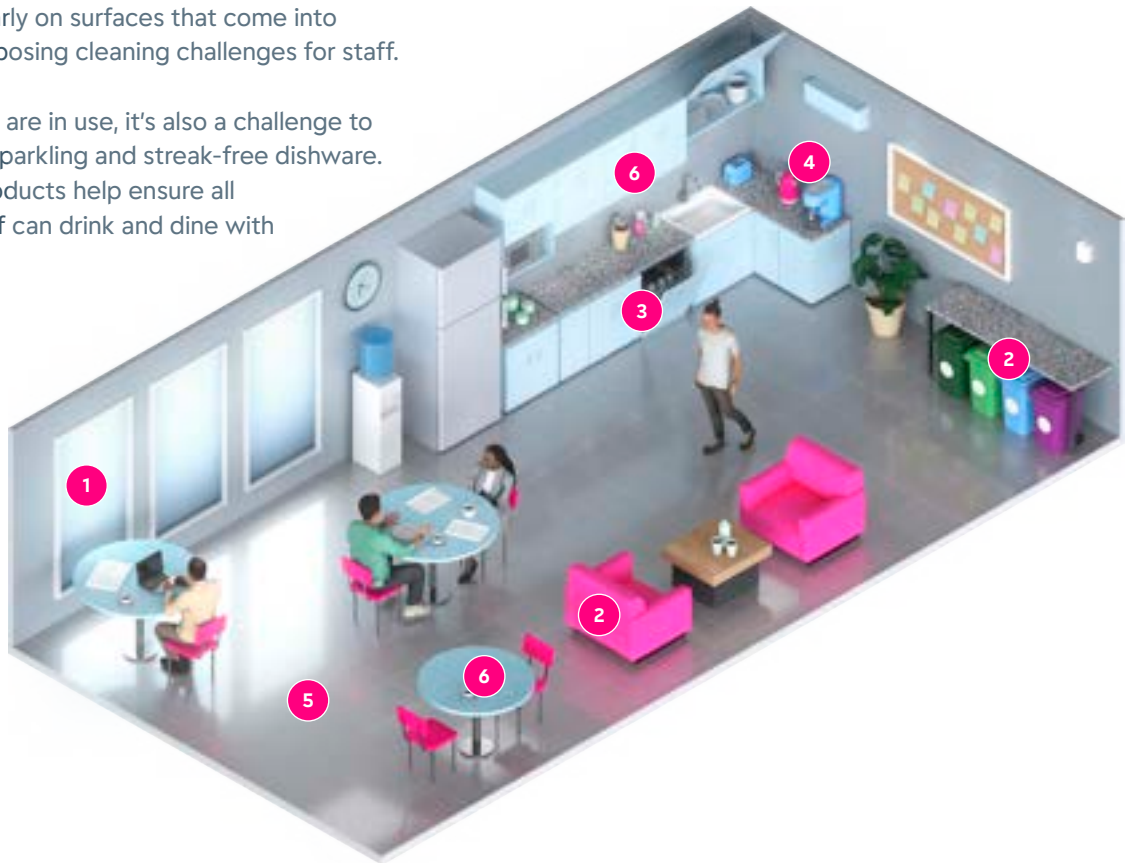 rly on surfaces that come into
posing cleaning challenges for staff.
are in use, it's also a challenge to
parkling and streak-free dishware.
oducts help ensure all
f can drink and dine with
6
4
3
2
1
2
6
5